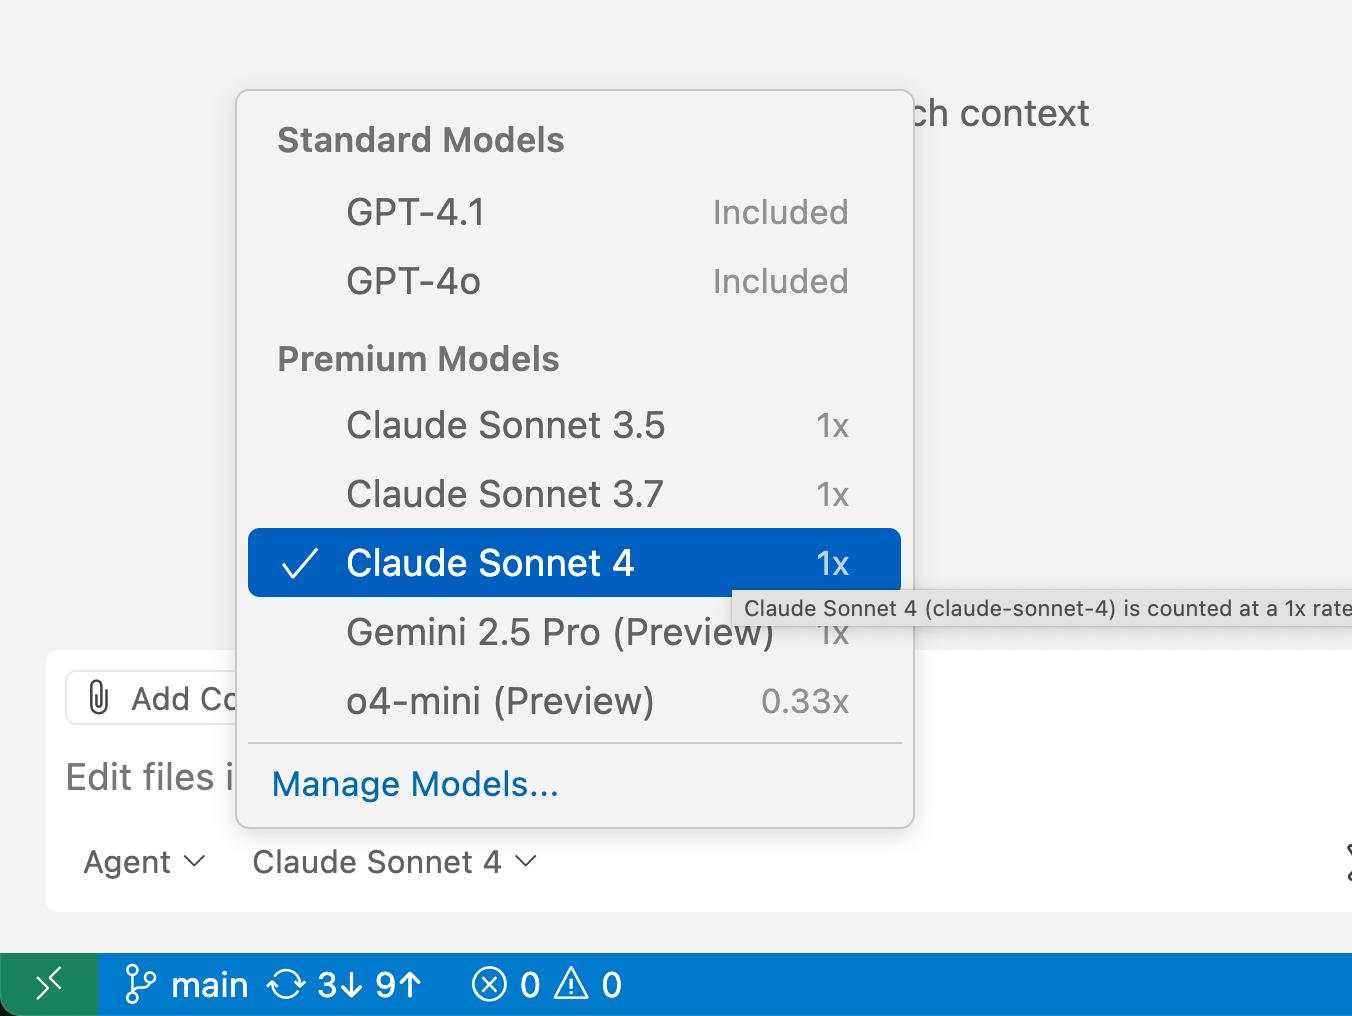 ch context
Standard Models
GPT-4.1 Included
GPT-4o Included
Premium Models
Claude Sonnet 3.5 1x
Claude Sonnet 3.7 1x
Claude Sonnet 4 1x
Claude Sonnet 4 (claude-sonnet-4) is counted at a 1x rate
Gemini 2.5 Pro (Preview) 1x
o4-mini (Preview) 0.33x
Manage Models...
Add Co
Edit files i
Agent Claude Sonnet 4
main 3↓ 9↑ 0 0